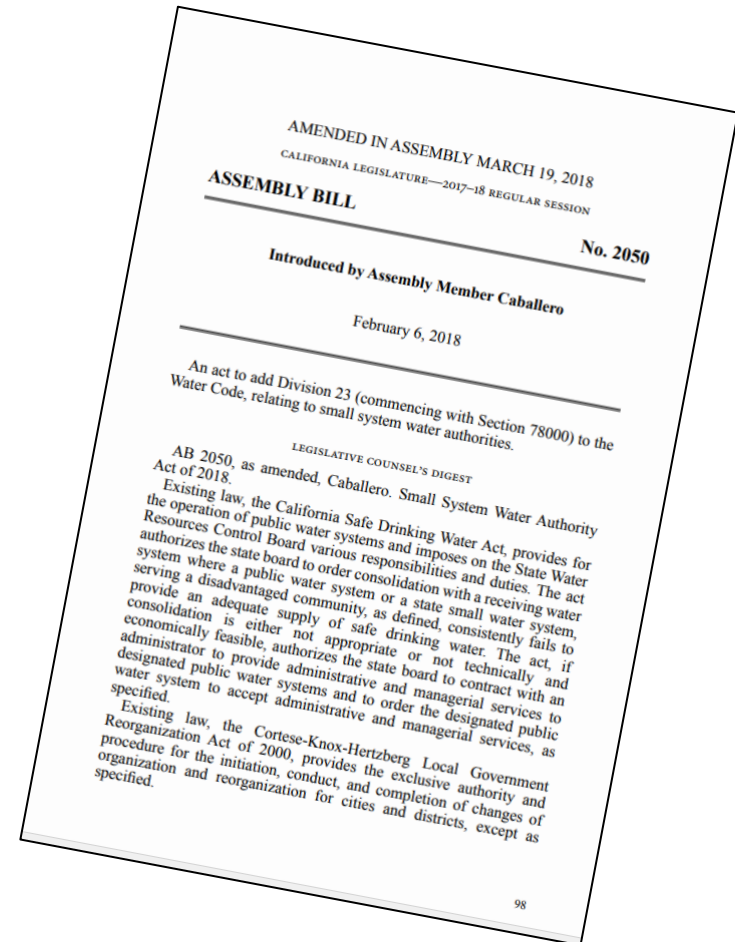 AMENDED IN ASSEMBLY MARCH 19, 2018
CALIFORNIA LEGISLATURE—2017–18 REGULAR SESSION
ASSEMBLY BILL
No. 2050
Introduced by Assembly Member Caballero
February 6, 2018
An act to add Division 23 (commencing with Section 78000) to the
Water Code, relating to small system water authorities.
LEGISLATIVE COUNSEL'S DIGEST
AB 2050, as amended, Caballero. Small System Water Authority
Act of 2018.
Existing law, the California Safe Drinking Water Act, provides for
the operation of public water systems and imposes on the State Water
Resources Control Board various responsibilities and duties. The act
authorizes the state board to order consolidation with a receiving water
system where a public water system or a state small water system,
serving a disadvantaged community, as defined, consistently fails to
provide an adequate supply of safe drinking water. The act, if
consolidation is either not appropriate or not technically and
economically feasible, authorizes the state board to contract with an
administrator to provide administrative and managerial services to
designated public water systems and to order the designated public
water system to accept administrative and managerial services, as
specified.
Existing law, the Cortese-Knox-Hertzberg Local Government
Reorganization Act of 2000, provides the exclusive authority and
procedure for the initiation, conduct, and completion of changes of
organization and reorganization for cities and districts, except as
specified.
98